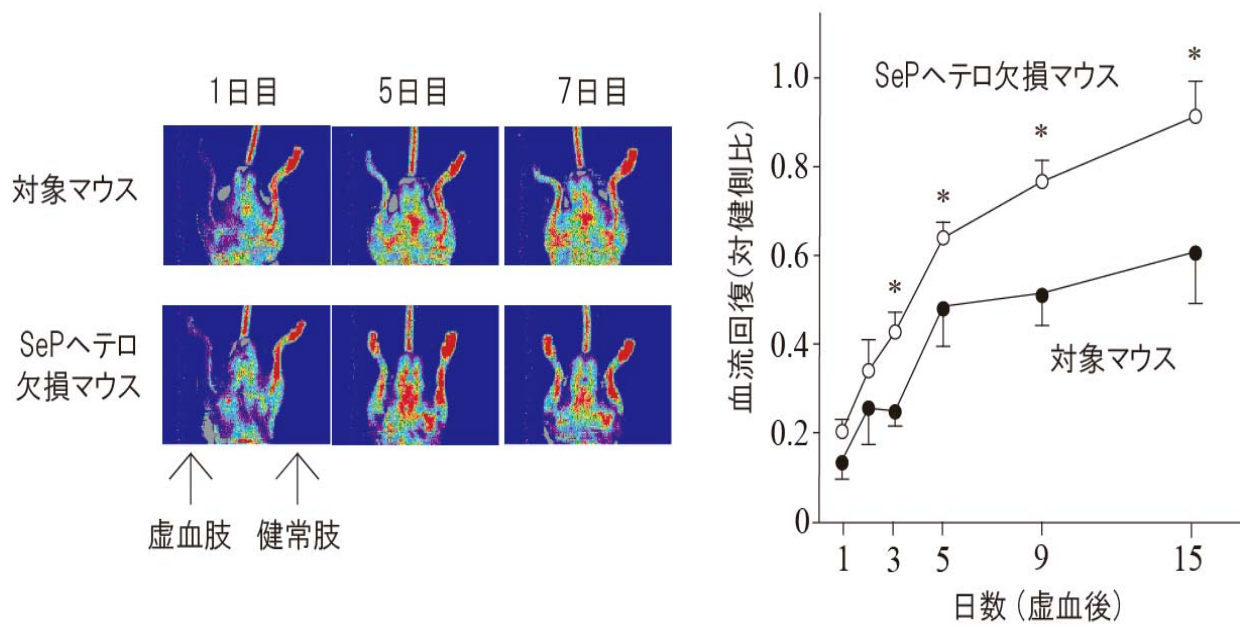 1日目
5日目
7日目
対象マウス
SePヘテロ
欠損マウス
虚血肢
健常肢
血流回復(対健側比)
1.0
0.8
0.6
0.4
0.2
0
SePヘテロ欠損マウス
対象マウス
*
*
*
*
1
3
5
9
15
日数(虚血後)